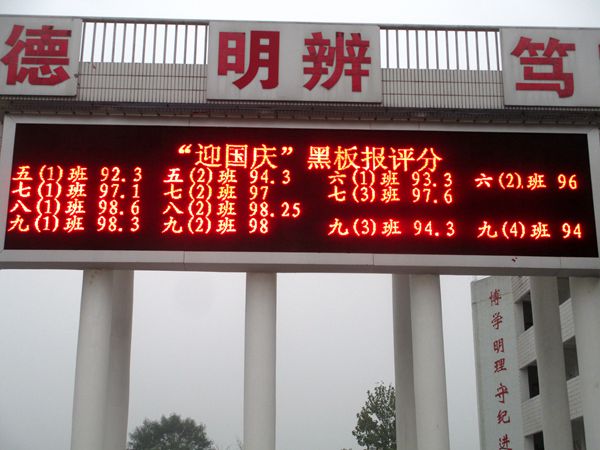 德 明辨 笃
“迎国庆”黑板报评分
五(1)班 92.3 五(2)班 94.3 六(1)班 93.3 六(2)班 96
七(1)班 97.1 七(2)班 97 七(3)班 97.6
八(1)班 98.6 八(2)班 98.25
九(1)班 98.3 九(2)班 98 九(3)班 94.3 九(4)班 94
博学明理 守纪进